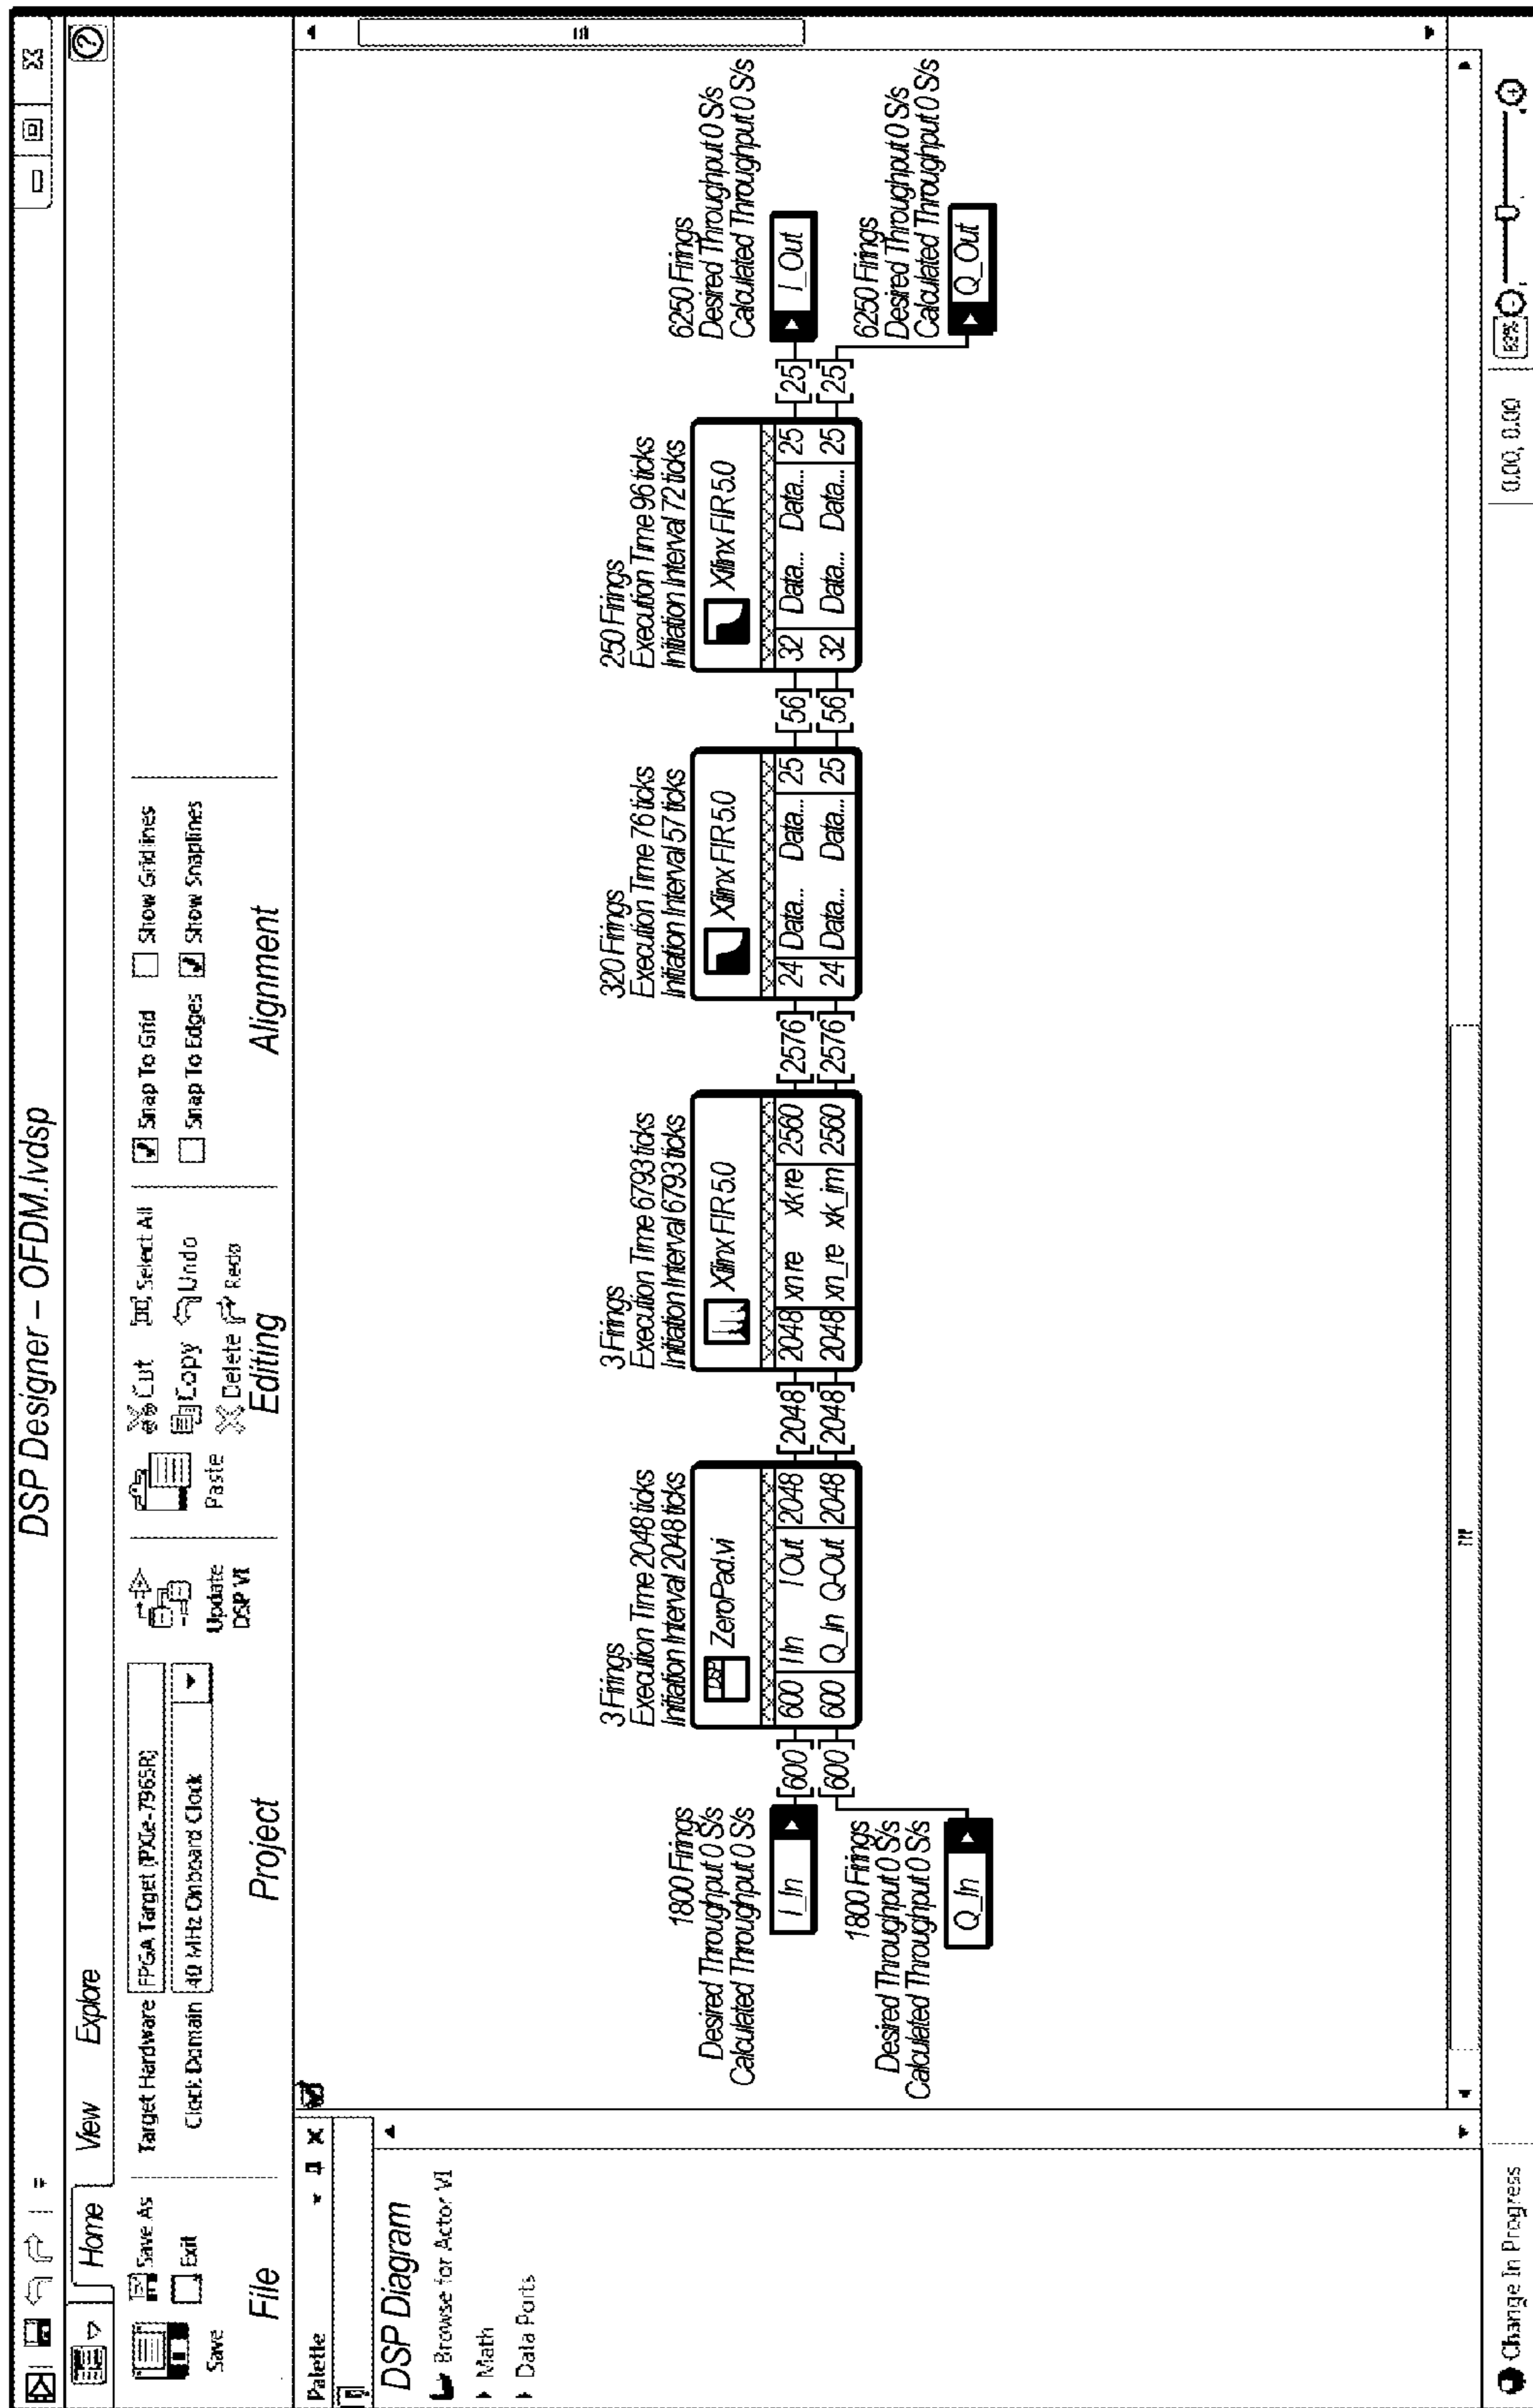 DSP Designer – OFDM.lvdsp
Home View Explore
Save
Save As
Exit
File
Target Hardware FPGA Target (PXIe-7965R)
Clock Domain 40 MHz Onboard Clock
Update
DSP VI
Project
Paste
Cut
Copy
Delete
Select All
Undo
Redo
Editing
Snap To Grid
Show Gridlines
Snap To Edges
Show Snaplines
Alignment
Palette
DSP Diagram
Browse for Actor VI
Math
Data Ports
1800 Firings
Desired Throughput 0 S/s
Calculated Throughput 0 S/s
I_In
1800 Firings
Desired Throughput 0 S/s
Calculated Throughput 0 S/s
Q_In
[600]
[600]
3 Firings
Execution Time 2048 ticks
Initiation Interval 2048 ticks
DSP ZeroPad.vi
600 I In I Out 2048
600 Q_In Q-Out 2048
[2048]
[2048]
3 Firings
Execution Time 6793 ticks
Initiation Interval 6793 ticks
Xilinx FIR 5.0
2048 xn re xk re 2560
2048 xn_re xk_im 2560
[2576]
[2576]
320 Firings
Execution Time 76 ticks
Initiation Interval 57 ticks
Xilinx FIR 5.0
24 Data... Data... 25
24 Data... Data... 25
[56]
[56]
250 Firings
Execution Time 96 ticks
Initiation Interval 72 ticks
Xilinx FIR 5.0
32 Data... Data... 25
32 Data... Data... 25
[25]
[25]
6250 Firings
Desired Throughput 0 S/s
Calculated Throughput 0 S/s
I_Out
6250 Firings
Desired Throughput 0 S/s
Calculated Throughput 0 S/s
Q_Out
Change In Progress
0.00, 0.00